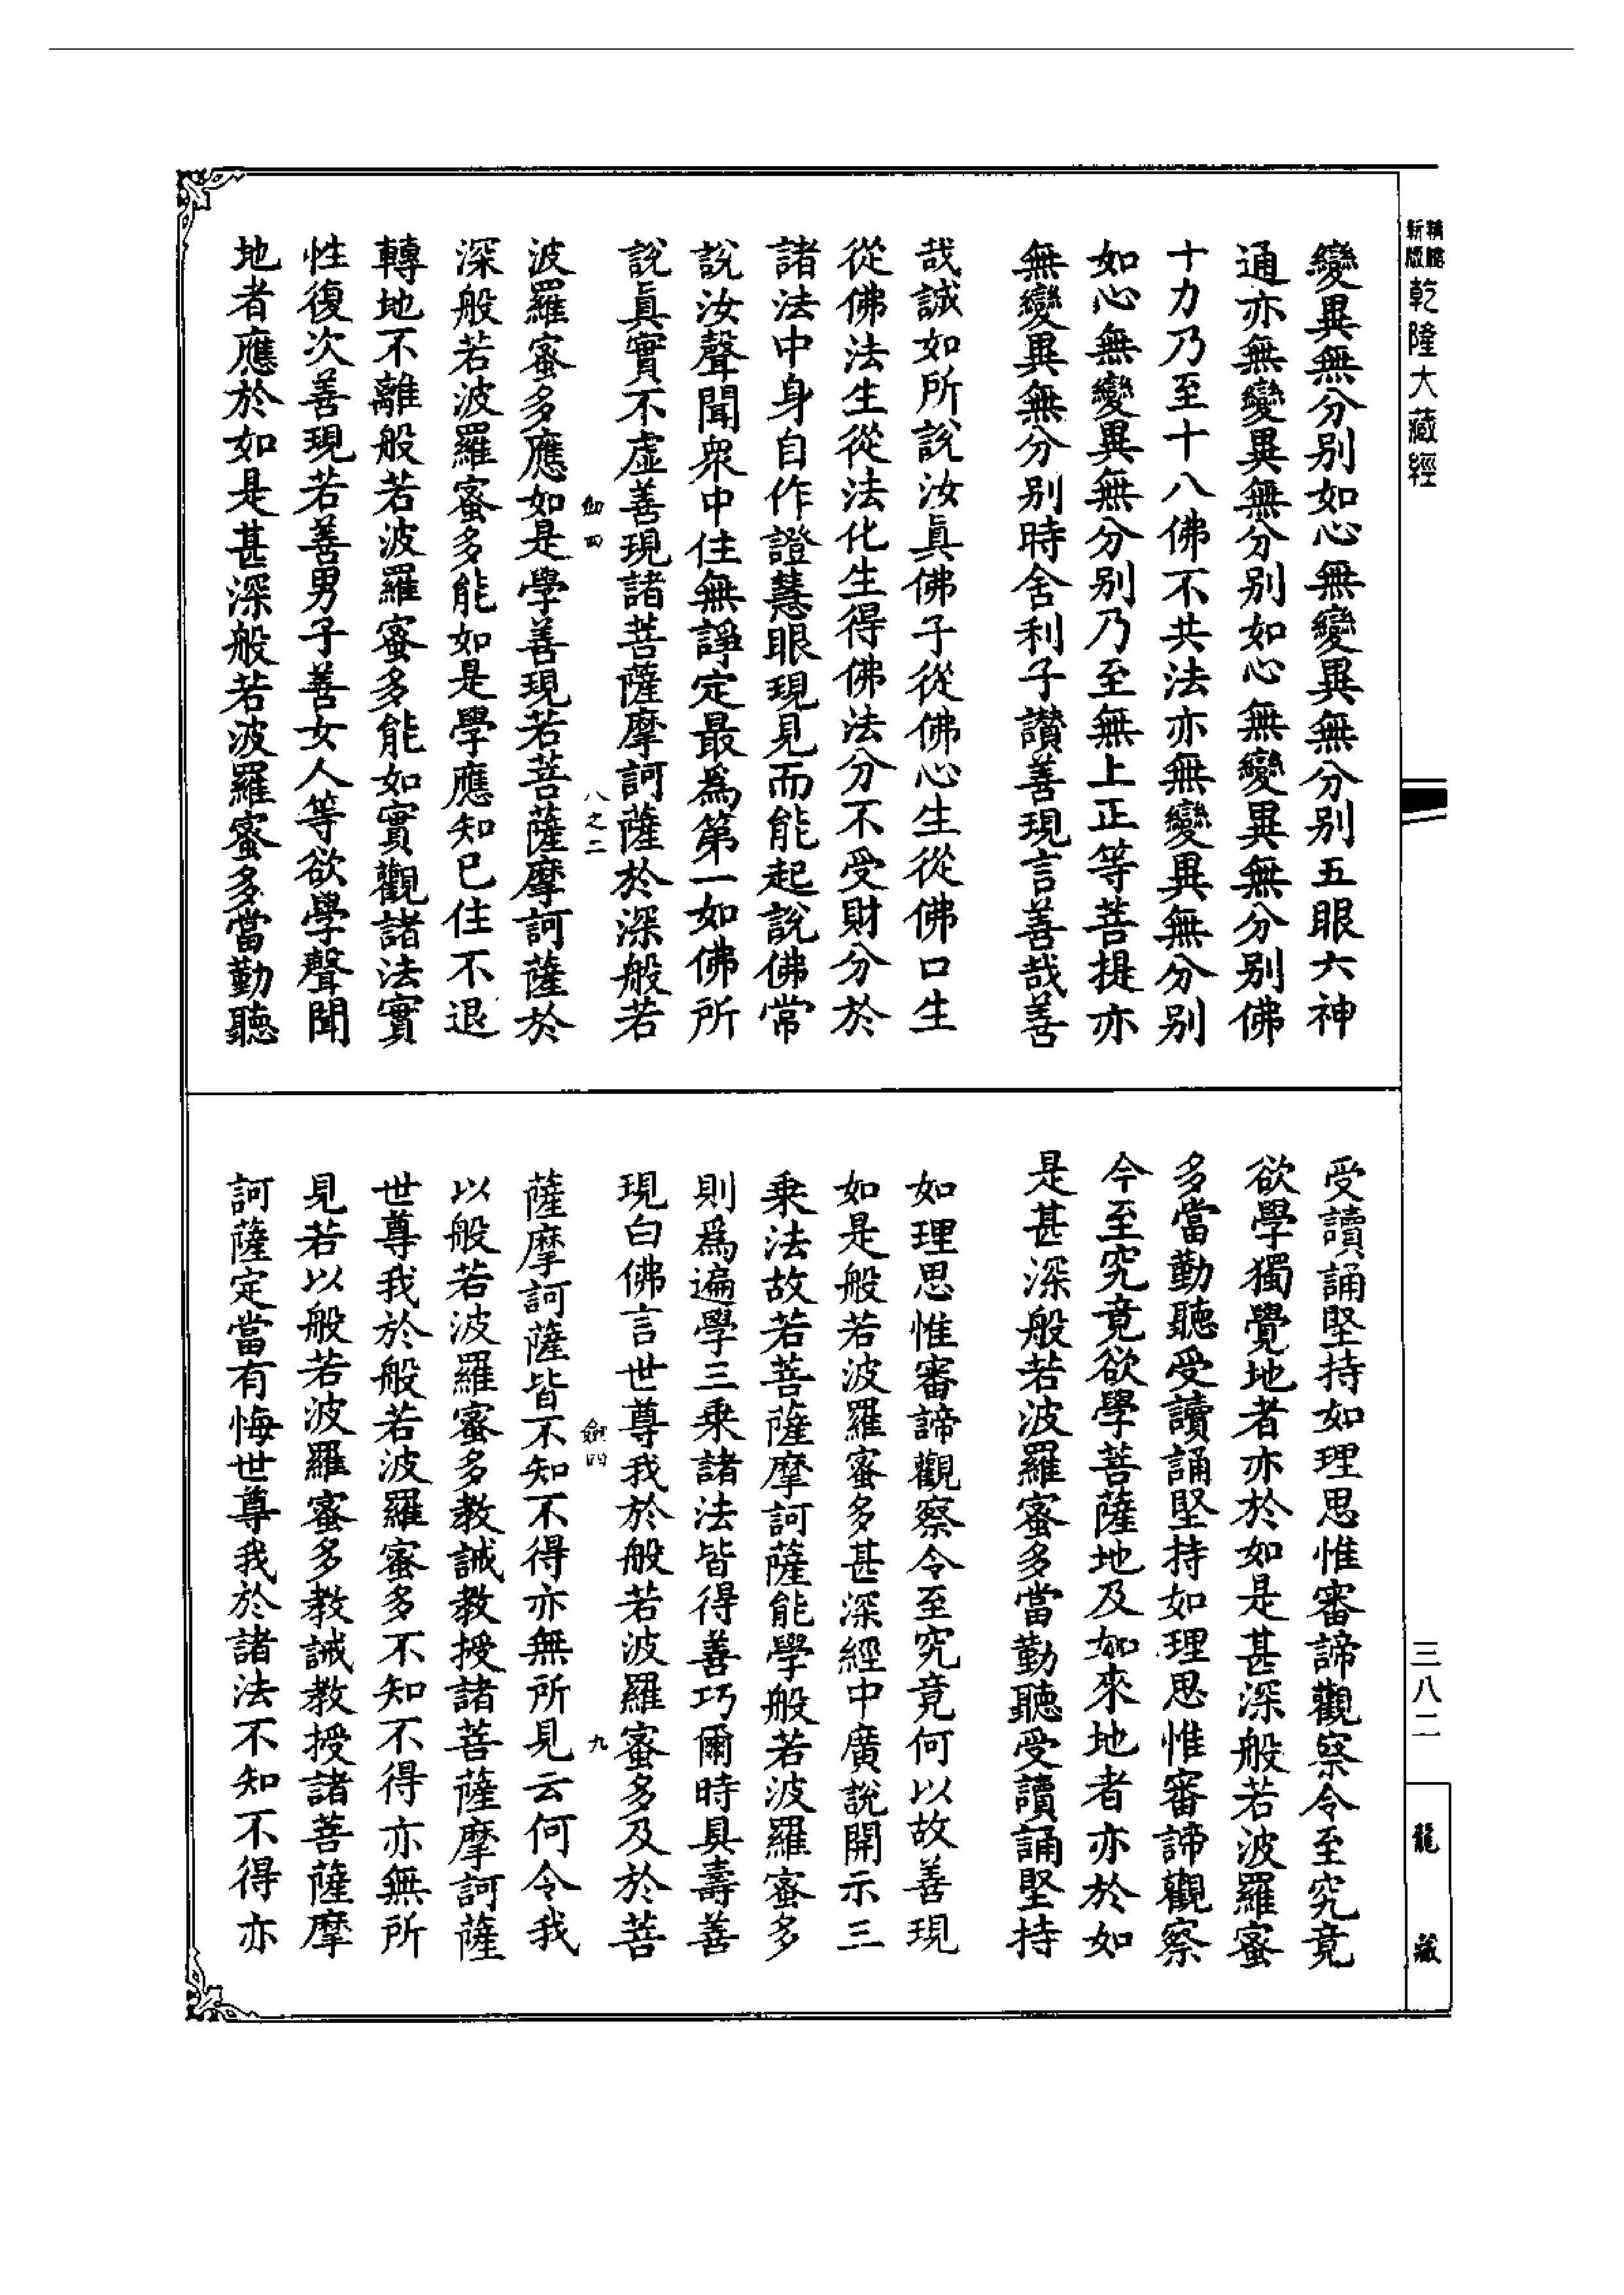 新版
精縮
乾隆大藏經
變異無分别如心無變異無分别五眼六神
通亦無變異無分别如心無變異無分别佛
十力乃至十八佛不共法亦無變異無分别
如心無變異無分别乃至無上正等菩提亦
無變異無分别時舍利子讚善現言善哉善
哉誠如所說汝眞佛子從佛心生從佛口生
從佛法生從法化生得佛法分不受財分於
諸法中身自作證慧眼現見而能起說佛常
說汝聲聞衆中住無諍定最爲第一如佛所
說眞實不虛善現諸菩薩摩訶薩於深般若
劒四
八之二
波羅蜜多應如是學善現若菩薩摩訶薩於
深般若波羅蜜多能如是學應知已住不退
轉地不離般若波羅蜜多能如實觀諸法實
性復次善現若善男子善女人等欲學聲聞
地者應於如是甚深般若波羅蜜多當勤聽
受讀誦堅持如理思惟審諦觀察令至究竟
欲學獨覺地者亦於如是甚深般若波羅蜜
多當勤聽受讀誦堅持如理思惟審諦觀察
令至究竟欲學菩薩地及如來地者亦於如
是甚深般若波羅蜜多當勤聽受讀誦堅持
如理思惟審諦觀察令至究竟何以故善現
如是般若波羅蜜多甚深經中廣說開示三
乗法故若菩薩摩訶薩能學般若波羅蜜多
則爲遍學三乗諸法皆得善巧爾時具壽善
現白佛言世尊我於般若波羅蜜多及於菩
劒四
九
薩摩訶薩皆不知不得亦無所見云何令我
以般若波羅蜜多教誡教授諸菩薩摩訶薩
世尊我於般若波羅蜜多不知不得亦無所
見若以般若波羅蜜多教誡教授諸菩薩摩
訶薩定當有悔世尊我於諸法不知不得亦
三八二
龍藏